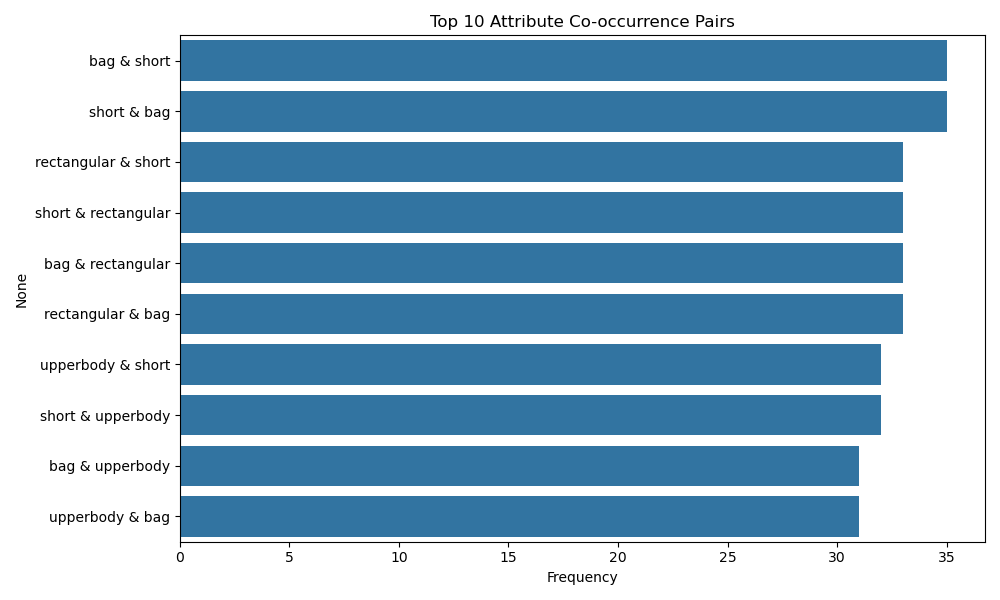 Top 10 Attribute Co-occurrence Pairs
bag & short
short & bag
rectangular & short
short & rectangular
bag & rectangular
rectangular & bag
upperbody & short
short & upperbody
bag & upperbody
upperbody & bag
None
0 5 10 15 20 25 30 35
Frequency